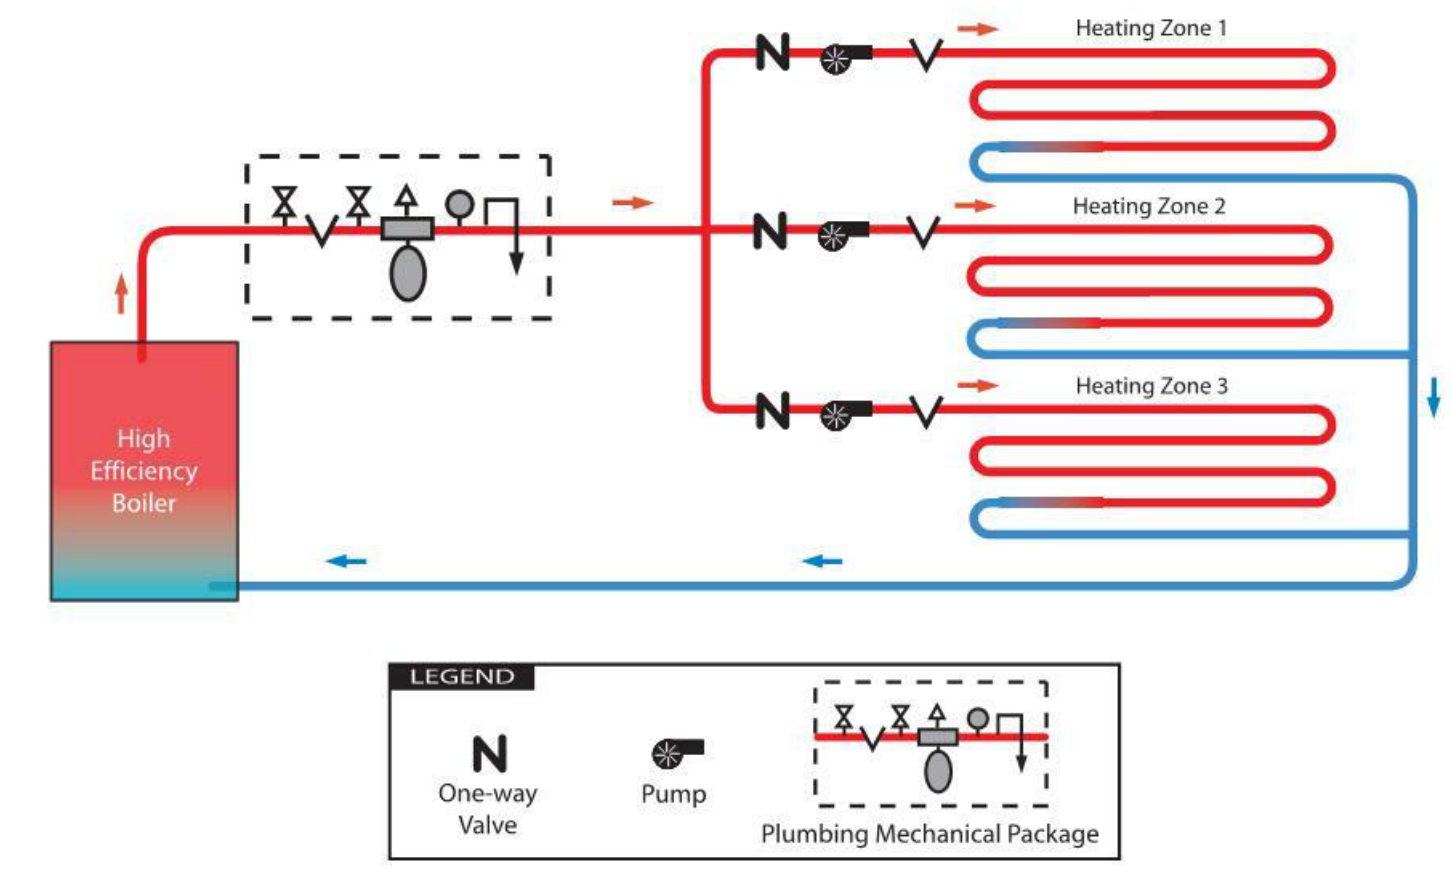 Heating Zone 1
Heating Zone 2
Heating Zone 3
High
Efficiency
Boiler
LEGEND
N
One-way
Valve
Pump
Plumbing Mechanical Package